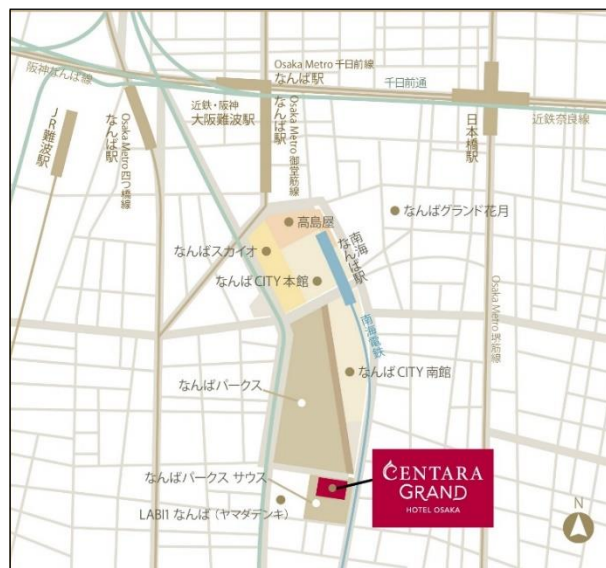 Osaka Metro 千日前線
なんば駅
阪神なんば線
千日前通
近鉄・阪神
大阪難波駅
近鉄奈良線
JR難波駅
Osaka Metro 四つ橋線
なんば駅
Osaka Metro 御堂筋線
なんば駅
日本橋駅
高島屋
なんばグランド花月
なんばスカイオ
南海
なんば駅
なんばCITY 本館
南海電鉄
Osaka Metro 堺筋線
なんばCITY 南館
なんばパークス
なんばパークス サウス
CENTARA
GRAND
HOTEL OSAKA
LABI1 なんば（ヤマダデンキ）
N